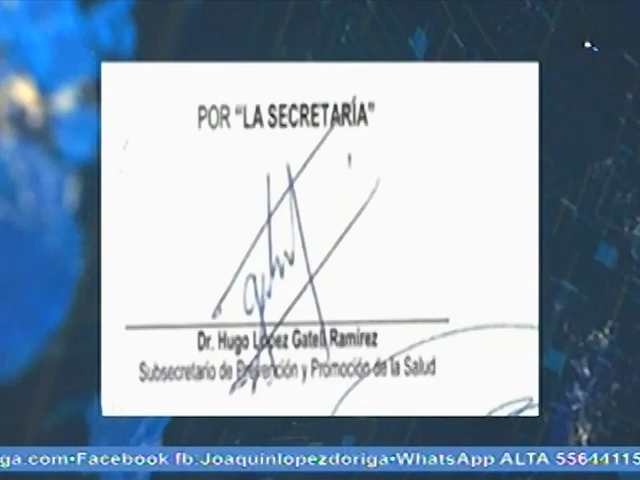 POR "LA SECRETARÍA"
Dr. Hugo López Gatell Ramírez
Subsecretario de Prevención y Promoción de la Salud
ga.com•Facebook fb:Joaquinlopezdoriga•WhatsApp ALTA 55644115